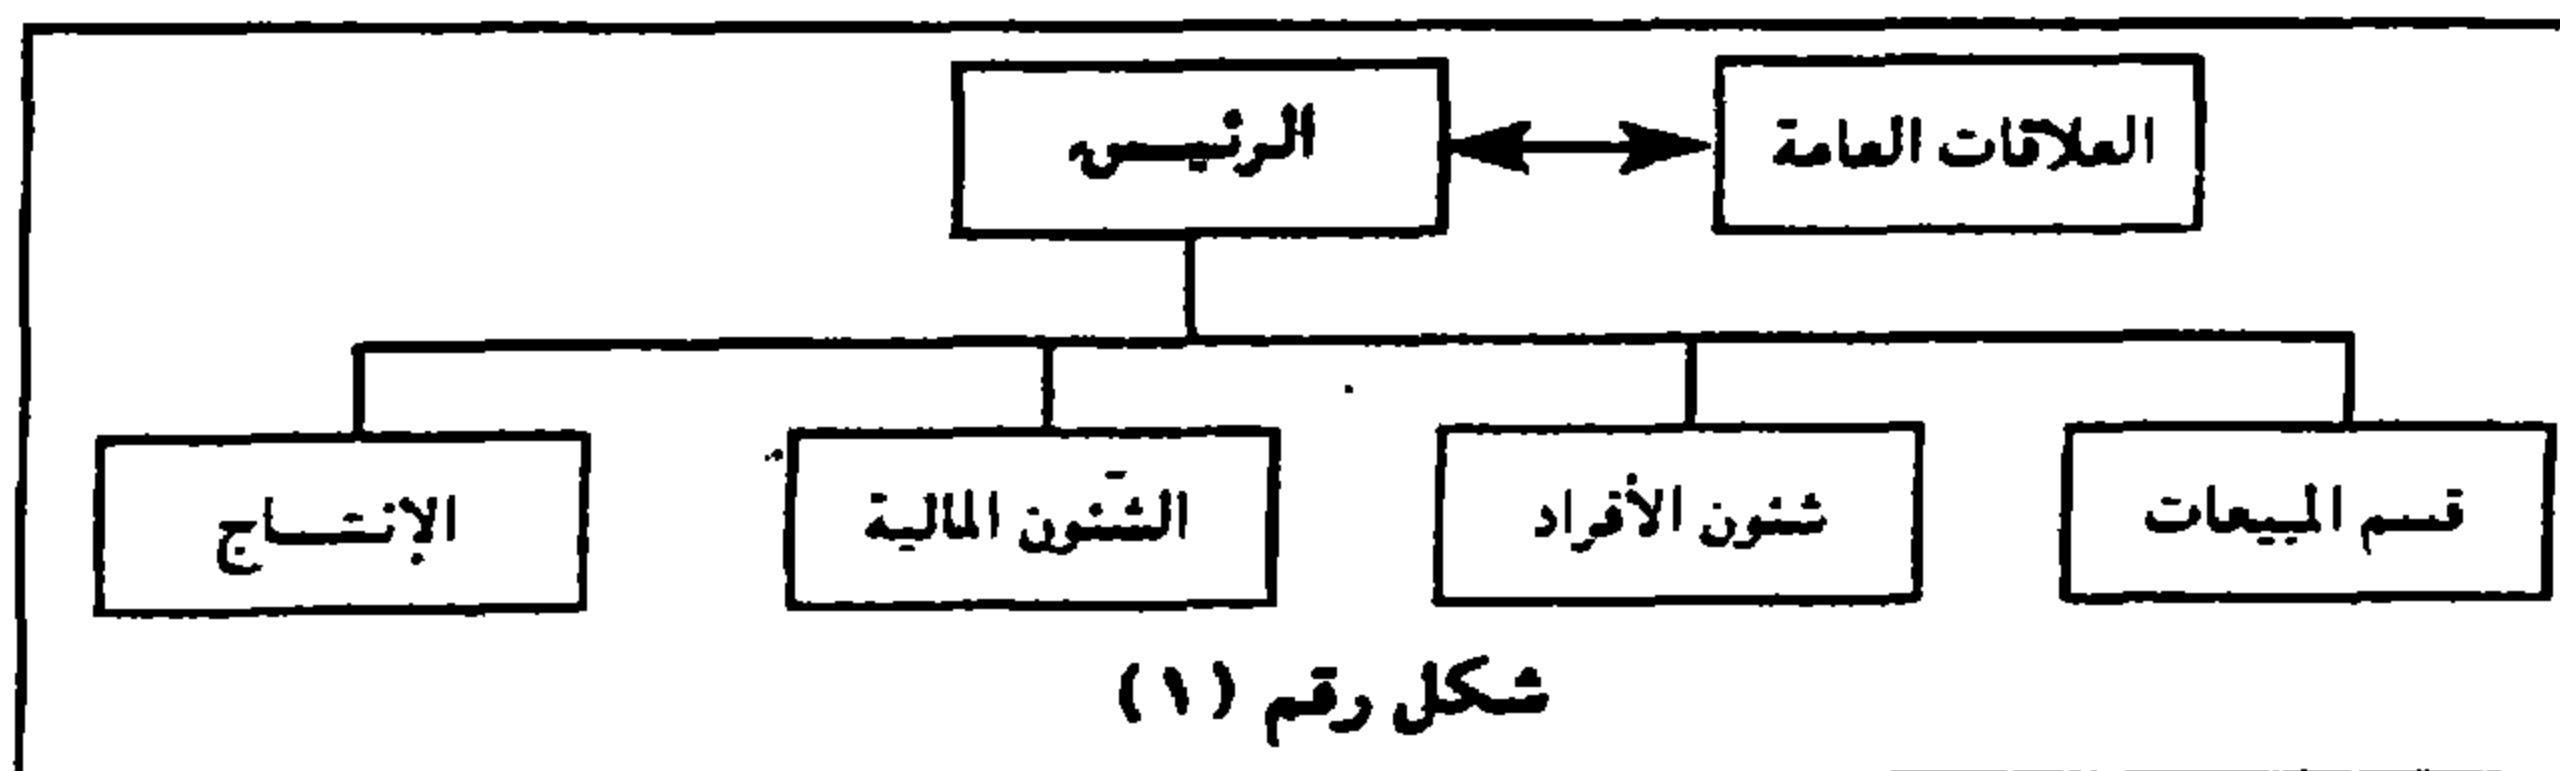 العلاقات العامة
الرئيس
قسم المبيعات
شئون الأفراد
الشئون المالية
الإنتاج
شكل رقم (١)